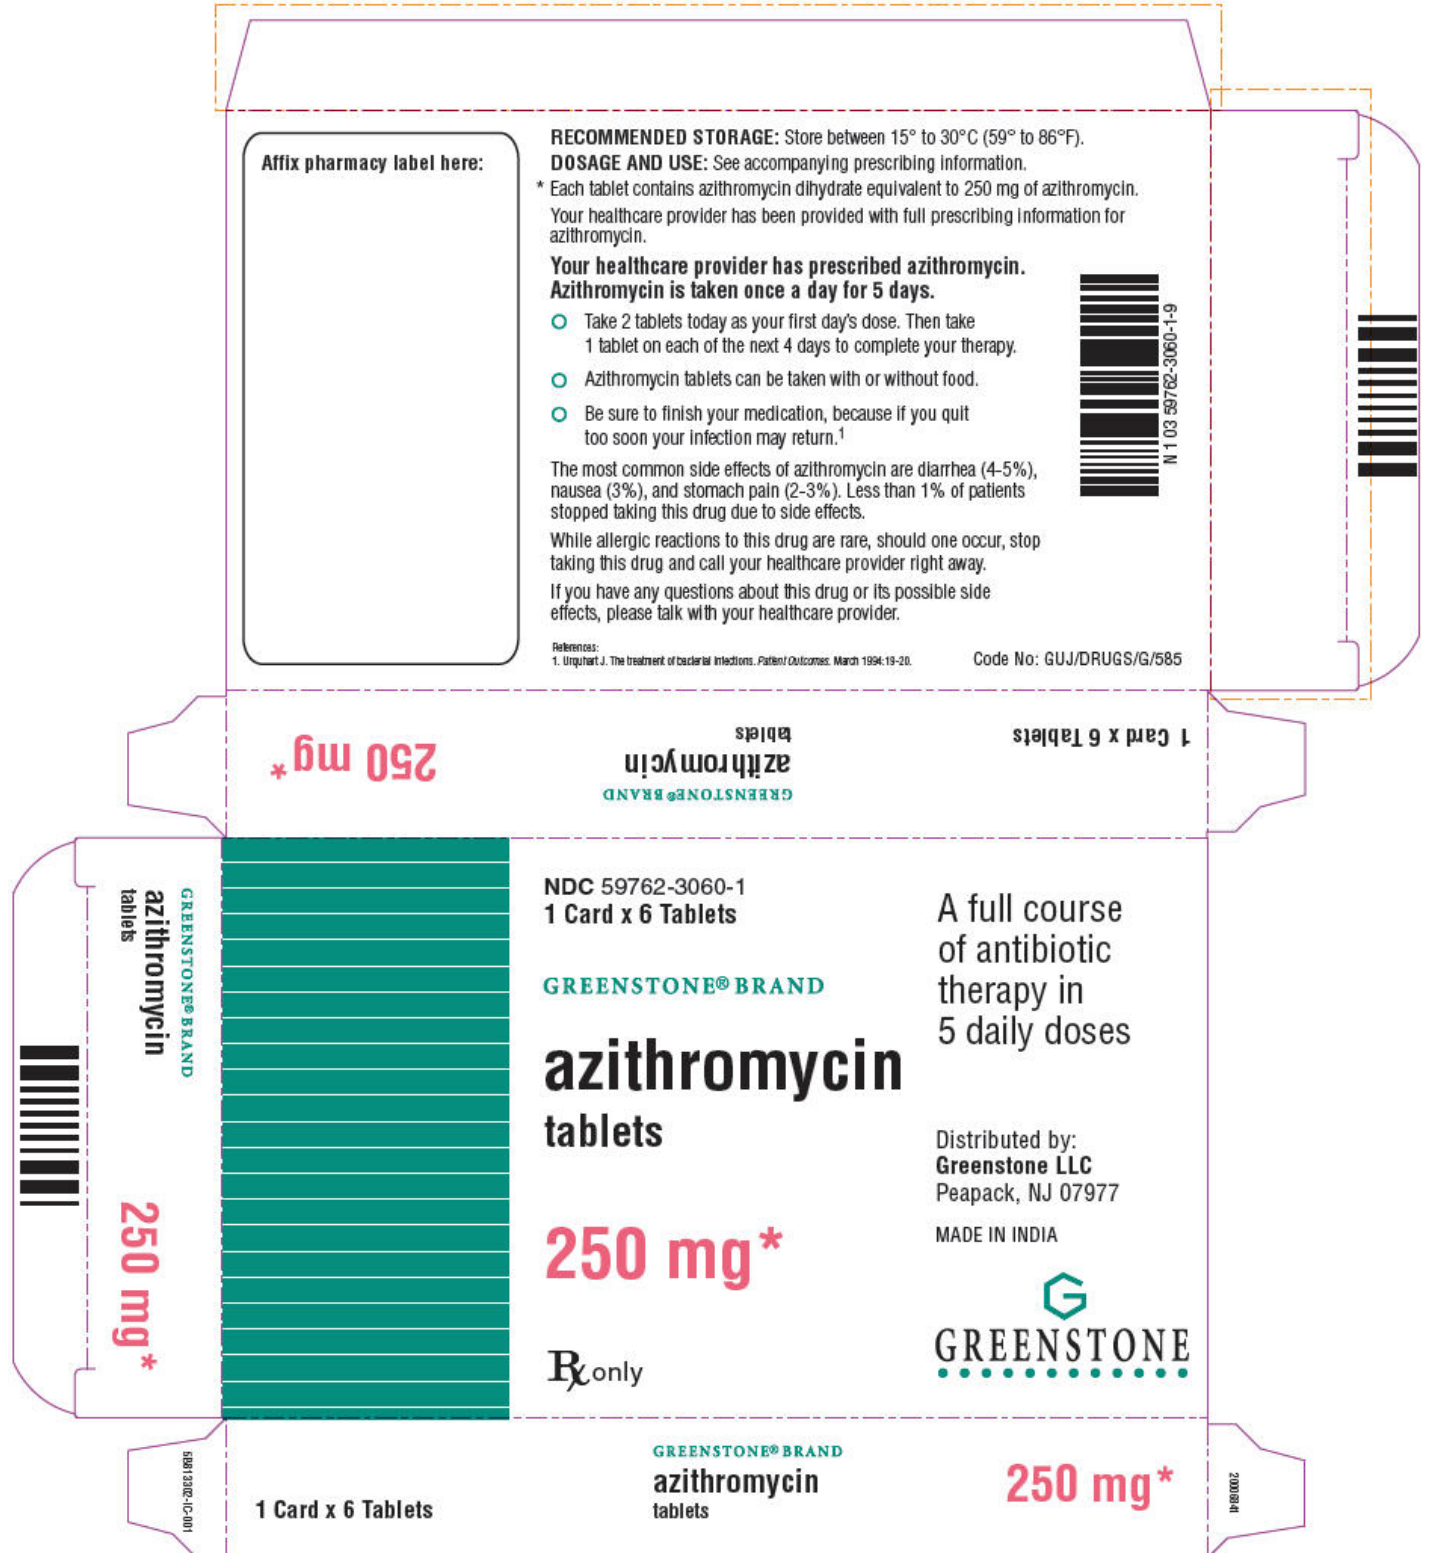 Affix pharmacy label here:
RECOMMENDED STORAGE: Store between 15° to 30°C (59° to 86°F).
DOSAGE AND USE: See accompanying prescribing information.
* Each tablet contains azithromycin dihydrate equivalent to 250 mg of azithromycin.
Your healthcare provider has been provided with full prescribing information for
azithromycin.
Your healthcare provider has prescribed azithromycin.
Azithromycin is taken once a day for 5 days.
Take 2 tablets today as your first day's dose. Then take
1 tablet on each of the next 4 days to complete your therapy.
Azithromycin tablets can be taken with or without food.
Be sure to finish your medication, because if you quit
too soon your infection may return.1
The most common side effects of azithromycin are diarrhea (4-5%),
nausea (3%), and stomach pain (2-3%). Less than 1% of patients
stopped taking this drug due to side effects.
While allergic reactions to this drug are rare, should one occur, stop
taking this drug and call your healthcare provider right away.
If you have any questions about this drug or its possible side
effects, please talk with your healthcare provider.
References:
1. Urquhart J. The treatment of bacterial infections. Patient Outcomes. March 1994:19-20.
Code No: GUJ/DRUGS/G/585
N 1 03 59762-3060-1-9
GREENSTONE® BRAND
azithromycin
tablets
250 mg*
1 Card x 6 Tablets
GREENSTONE® BRAND
azithromycin
tablets
250 mg*
NDC 59762-3060-1
1 Card x 6 Tablets
GREENSTONE® BRAND
azithromycin
tablets
250 mg*
Rx only
A full course
of antibiotic
therapy in
5 daily doses
Distributed by:
Greenstone LLC
Peapack, NJ 07977
MADE IN INDIA
G
GREENSTONE
5B813302-IC-001
1 Card x 6 Tablets
GREENSTONE® BRAND
azithromycin
tablets
250 mg*
20006841